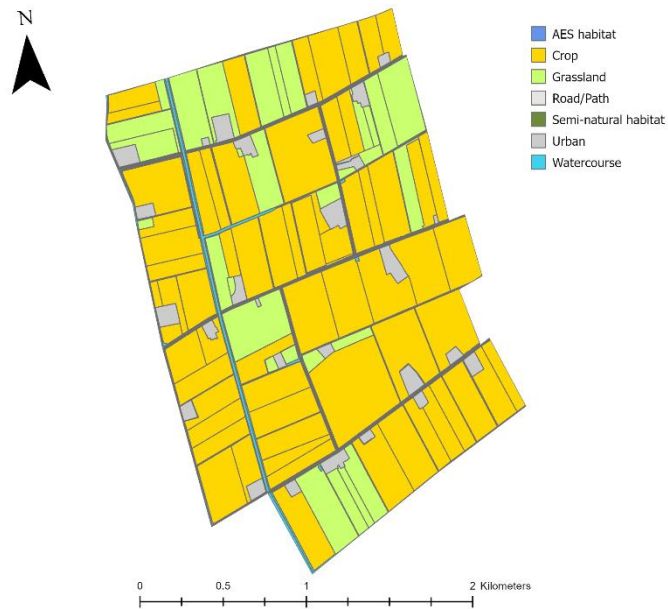 N
AES habitat
Crop
Grassland
Road/Path
Semi-natural habitat
Urban
Watercourse
0 0.5 1 2 Kilometers